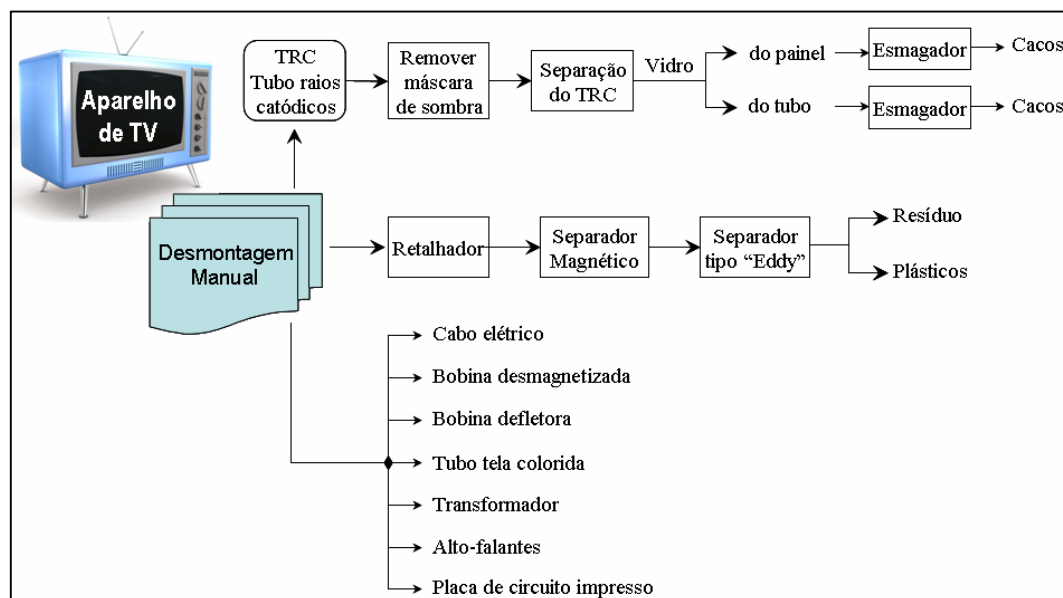 Aparelho
de TV
TRC
Tubo raios
catódicos
Remover
máscara
de sombra
Separação
do TRC
Vidro
do painel
Esmagador
Cacos
do tubo
Esmagador
Cacos
Desmontagem
Manual
Retalhador
Separador
Magnético
Separador
tipo “Eddy”
Resíduo
Plásticos
Cabo elétrico
Bobina desmagnetizada
Bobina defletora
Tubo tela colorida
Transformador
Alto-falantes
Placa de circuito impresso